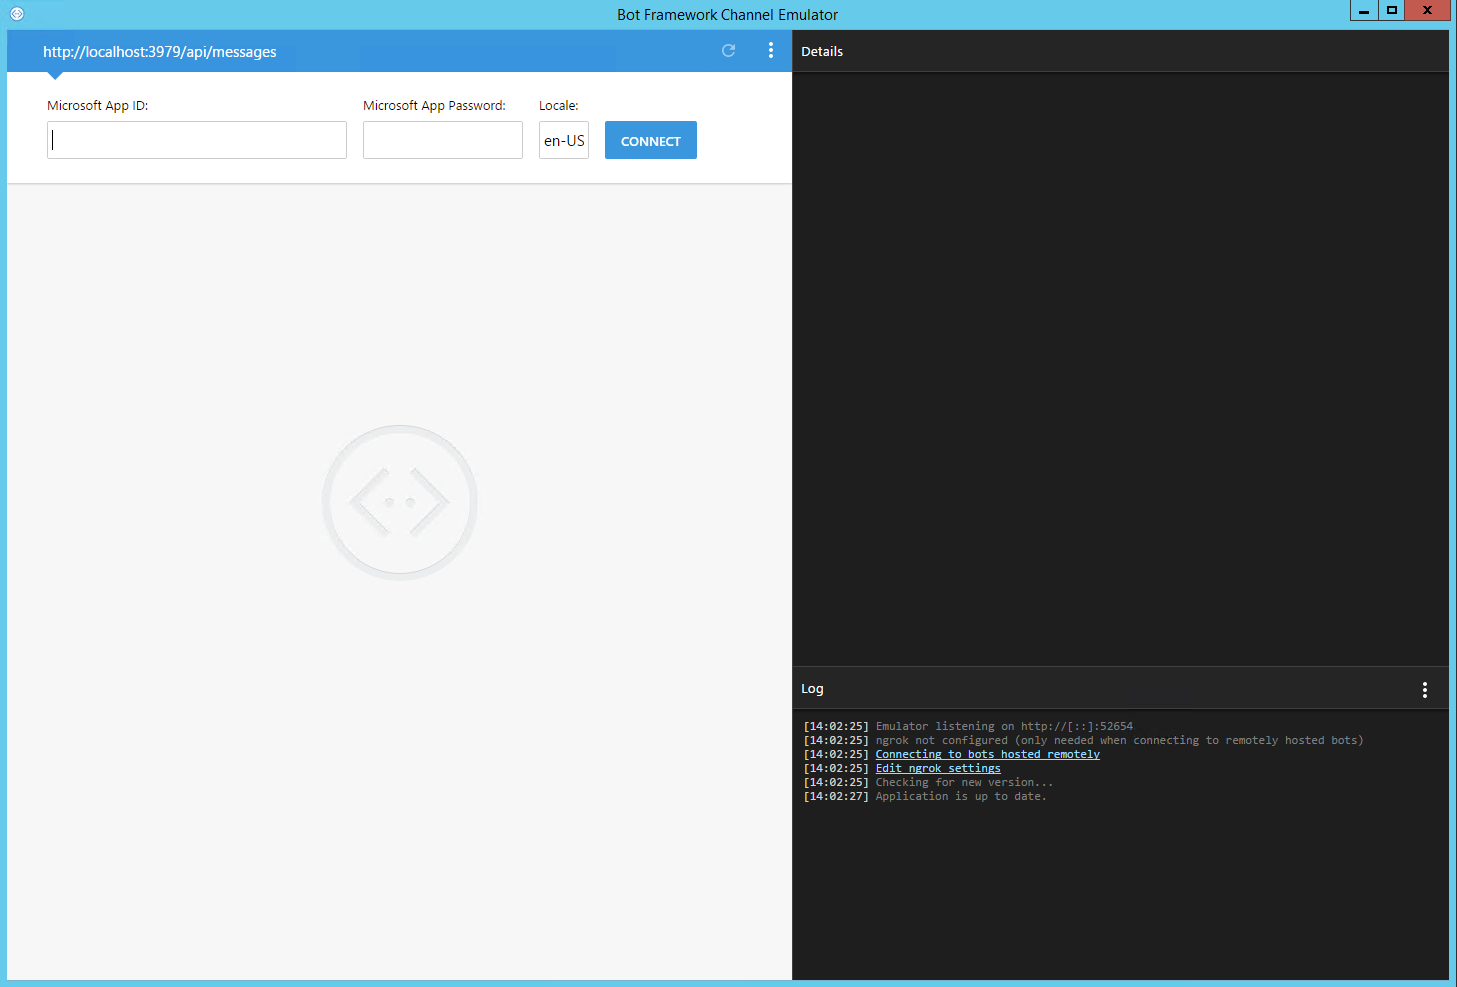 Bot Framework Channel Emulator
http://localhost:3979/api/messages
Microsoft App ID:
Microsoft App Password:
Locale:
en-US
CONNECT
Details
Log
[14:02:25] Emulator listening on http://[::]:52654
[14:02:25] ngrok not configured (only needed when connecting to remotely hosted bots)
[14:02:25] Connecting to bots hosted remotely
[14:02:25] Edit ngrok settings
[14:02:25] Checking for new version...
[14:02:27] Application is up to date.